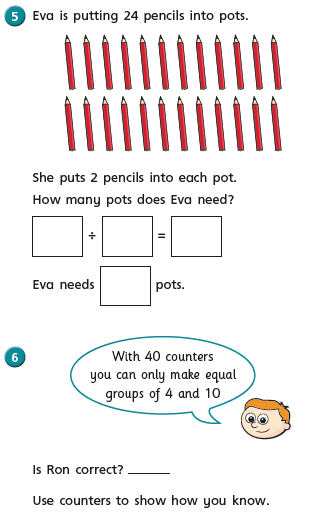 5 Eva is putting 24 pencils into pots.
She puts 2 pencils into each pot.
How many pots does Eva need?
÷ =
Eva needs pots.
6
With 40 counters
you can only make equal
groups of 4 and 10
Is Ron correct? ______
Use counters to show how you know.